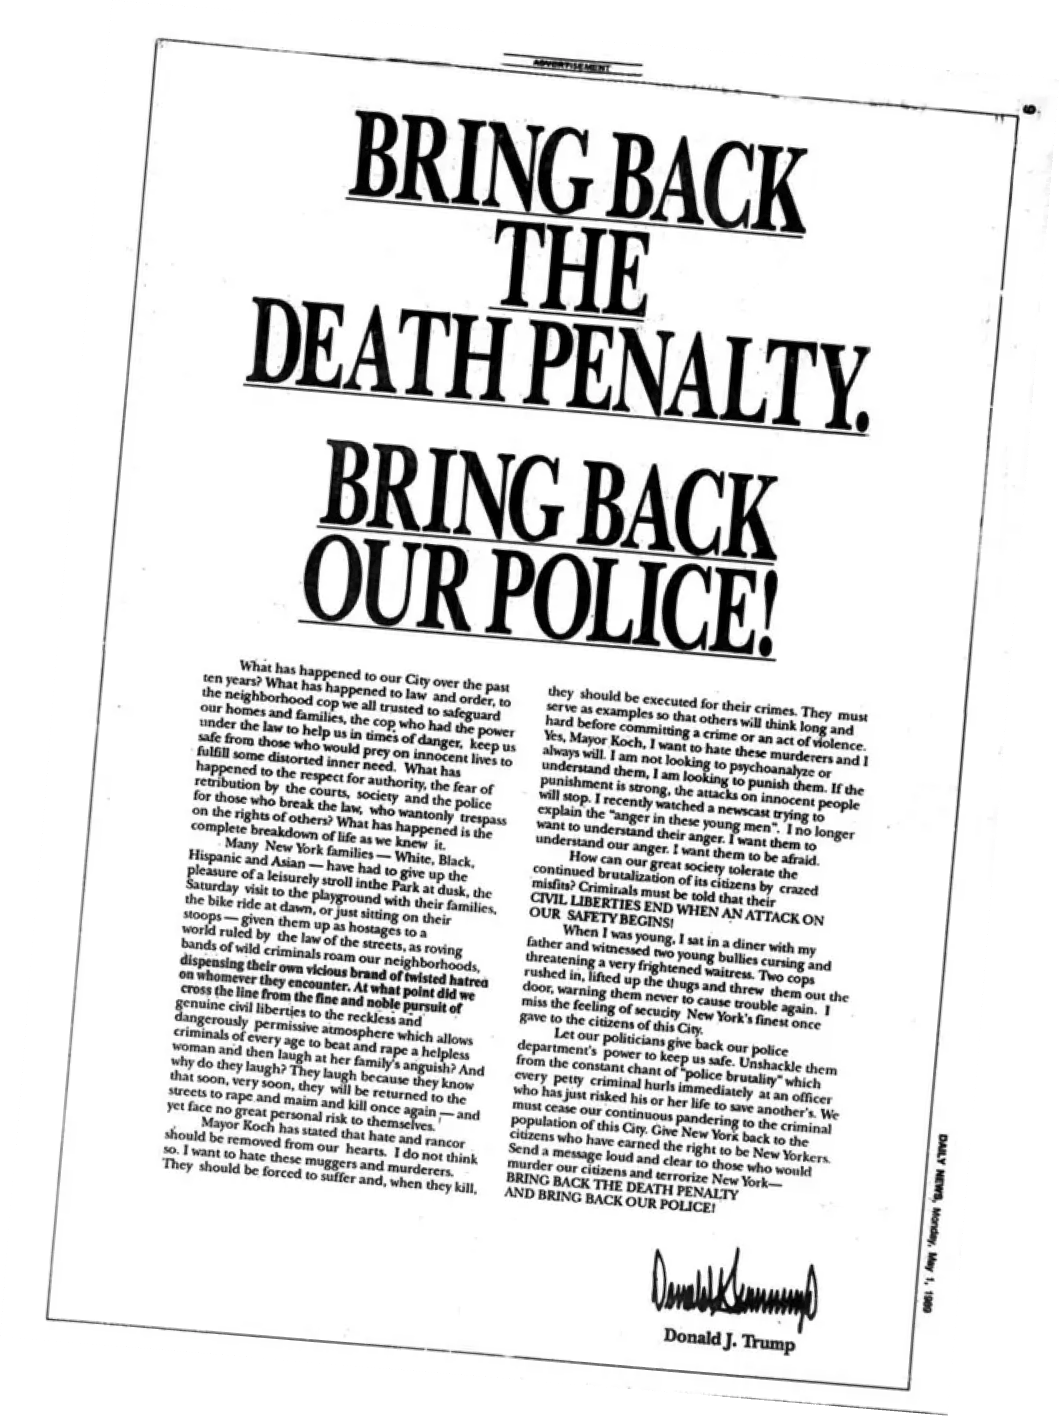 ADVERTISEMENT
9
BRING BACK
THE
DEATH PENALTY.
BRING BACK
OUR POLICE!
What has happened to our City over the past
ten years? What has happened to law and order, to
the neighborhood cop we all trusted to safeguard
our homes and families, the cop who had the power
under the law to help us in times of danger, keep us
safe from those who would prey on innocent lives to
fulfill some distorted inner need. What has
happened to the respect for authority, the fear of
retribution by the courts, society and the police
for those who break the law, who wantonly trespass
on the rights of others? What has happened is the
complete breakdown of life as we knew it.
Many New York families — White, Black,
Hispanic and Asian — have had to give up the
pleasure of a leisurely stroll inthe Park at dusk, the
Saturday visit to the playground with their families,
the bike ride at dawn, or just sitting on their
stoops — given them up as hostages to a
world ruled by the law of the streets, as roving
bands of wild criminals roam our neighborhoods,
dispensing their own vicious brand of twisted hatred
on whomever they encounter. At what point did we
cross the line from the fine and noble pursuit of
genuine civil liberties to the reckless and
dangerously permissive atmosphere which allows
criminals of every age to beat and rape a helpless
woman and then laugh at her family's anguish? And
why do they laugh? They laugh because they know
that soon, very soon, they will be returned to the
streets to rape and maim and kill once again — and
yet face no great personal risk to themselves.
Mayor Koch has stated that hate and rancor
should be removed from our hearts. I do not think
so. I want to hate these muggers and murderers.
They should be forced to suffer and, when they kill,
they should be executed for their crimes. They must
serve as examples so that others will think long and
hard before committing a crime or an act of violence.
Yes, Mayor Koch, I want to hate these murderers and I
always will. I am not looking to psychoanalyze or
understand them, I am looking to punish them. If the
punishment is strong, the attacks on innocent people
will stop. I recently watched a newscast trying to
explain the "anger in these young men". I no longer
want to understand their anger. I want them to
understand our anger. I want them to be afraid.
How can our great society tolerate the
continued brutalization of its citizens by crazed
misfits? Criminals must be told that their
CIVIL LIBERTIES END WHEN AN ATTACK ON
OUR SAFETY BEGINS!
When I was young, I sat in a diner with my
father and witnessed two young bullies cursing and
threatening a very frightened waitress. Two cops
rushed in, lifted up the thugs and threw them out the
door, warning them never to cause trouble again. I
miss the feeling of security New York's finest once
gave to the citizens of this City.
Let our politicians give back our police
department's power to keep us safe. Unshackle them
from the constant chant of "police brutality" which
every petty criminal hurls immediately at an officer
who has just risked his or her life to save another's. We
must cease our continuous pandering to the criminal
population of this City. Give New York back to the
citizens who have earned the right to be New Yorkers.
Send a message loud and clear to those who would
murder our citizens and terrorize New York—
BRING BACK THE DEATH PENALTY
AND BRING BACK OUR POLICE!
Donald J. Trump
Donald J. Trump
DAILY NEWS, Monday, May 1, 1989